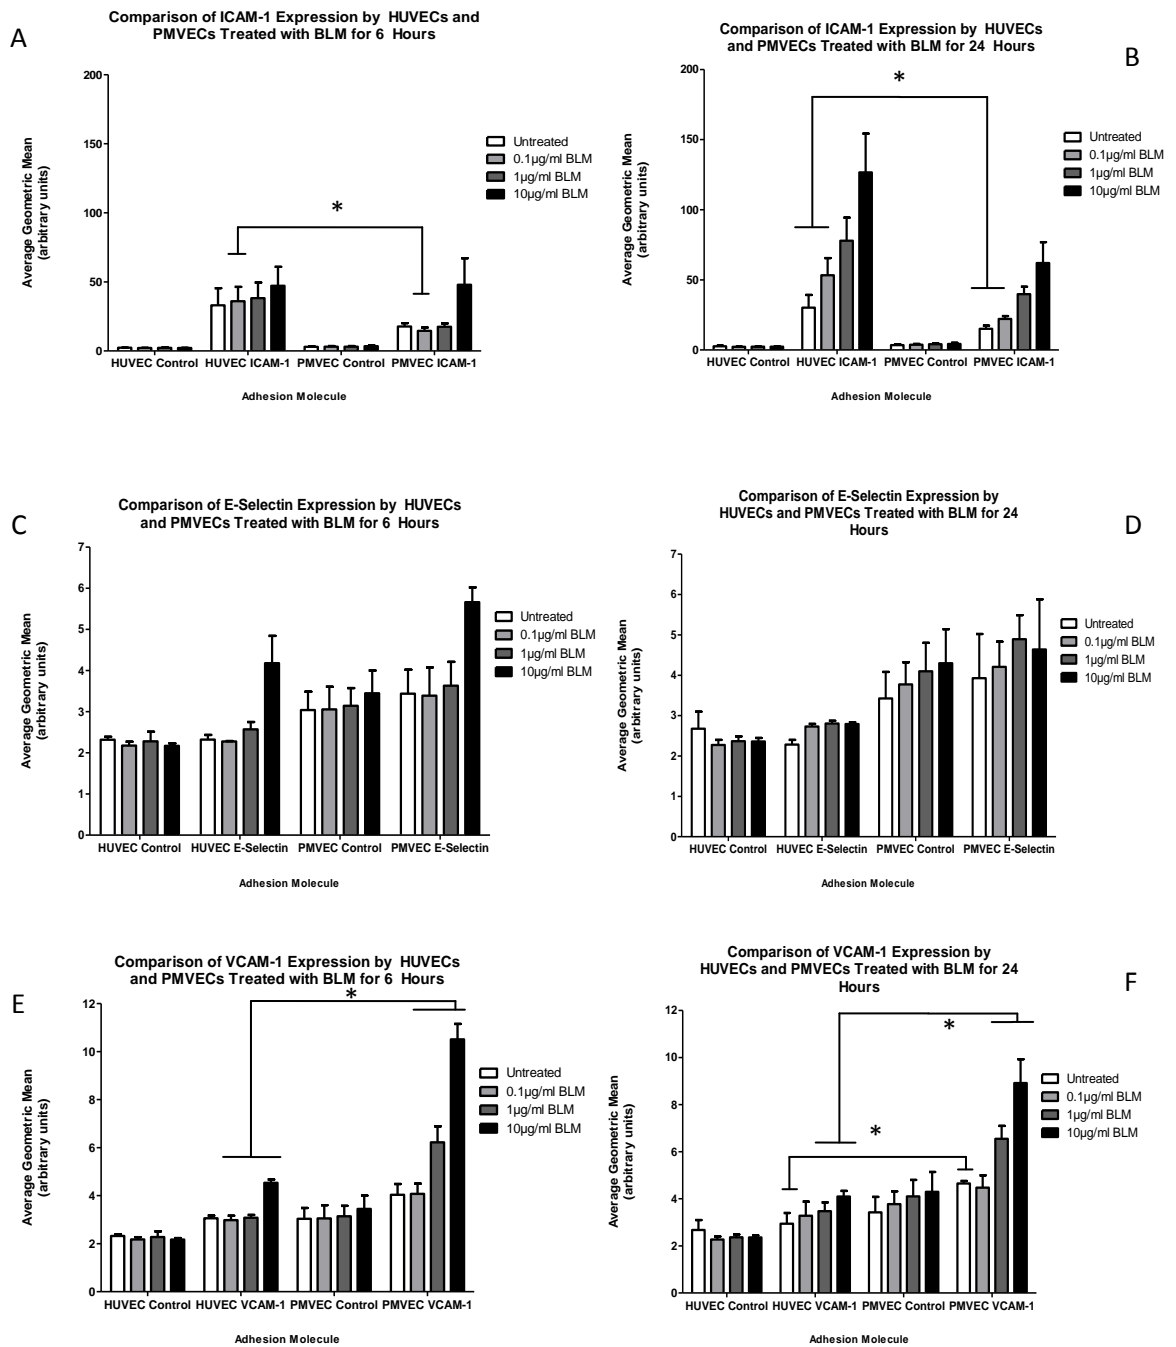 A
Comparison of ICAM-1 Expression by HUVECs and
PMVECs Treated with BLM for 6 Hours
Average Geometric Mean
(arbitrary units)
200
150
100
50
0
*
Untreated
0.1µg/ml BLM
1µg/ml BLM
10µg/ml BLM
HUVEC Control HUVEC ICAM-1 PMVEC Control PMVEC ICAM-1
Adhesion Molecule
Comparison of ICAM-1 Expression by HUVECs
and PMVECs Treated with BLM for 24 Hours
B
Average Geometric Mean
(arbitrary units)
200
150
100
50
0
*
Untreated
0.1µg/ml BLM
1µg/ml BLM
10µg/ml BLM
HUVEC Control HUVEC ICAM-1 PMVEC Control PMVEC ICAM-1
Adhesion Molecule
C
Comparison of E-Selectin Expression by HUVECs
and PMVECs Treated with BLM for 6 Hours
Average Geometric Mean
(arbitrary units)
7
6
5
4
3
2
1
0
Untreated
0.1µg/ml BLM
1µg/ml BLM
10µg/ml BLM
HUVEC Control HUVEC E-Selectin PMVEC Control PMVEC E-Selectin
Adhesion Molecule
Comparison of E-Selectin Expression by
HUVECs and PMVECs Treated with BLM for 24
Hours
D
Average Geometric Mean
(arbitrary units)
7
6
5
4
3
2
1
0
Untreated
0.1µg/ml BLM
1µg/ml BLM
10µg/ml BLM
HUVEC Control HUVEC E-Selectin PMVEC Control PMVEC E-Selectin
Adhesion Molecule
E
Comparison of VCAM-1 Expression by HUVECs
and PMVECs Treated with BLM for 6 Hours
Average Geometric Mean
(arbitrary units)
12
10
8
6
4
2
0
*
Untreated
0.1µg/ml BLM
1µg/ml BLM
10µg/ml BLM
HUVEC Control HUVEC VCAM-1 PMVEC Control PMVEC VCAM-1
Adhesion Molecule
Comparison of VCAM-1 Expression by
HUVECs and PMVECs Treated with BLM for 24
Hours
F
Average Geometric Mean
(arbitrary units)
12
10
8
6
4
2
0
*
*
Untreated
0.1µg/ml BLM
1µg/ml BLM
10µg/ml BLM
HUVEC Control HUVEC VCAM-1 PMVEC Control PMVEC VCAM-1
Adhesion Molecule